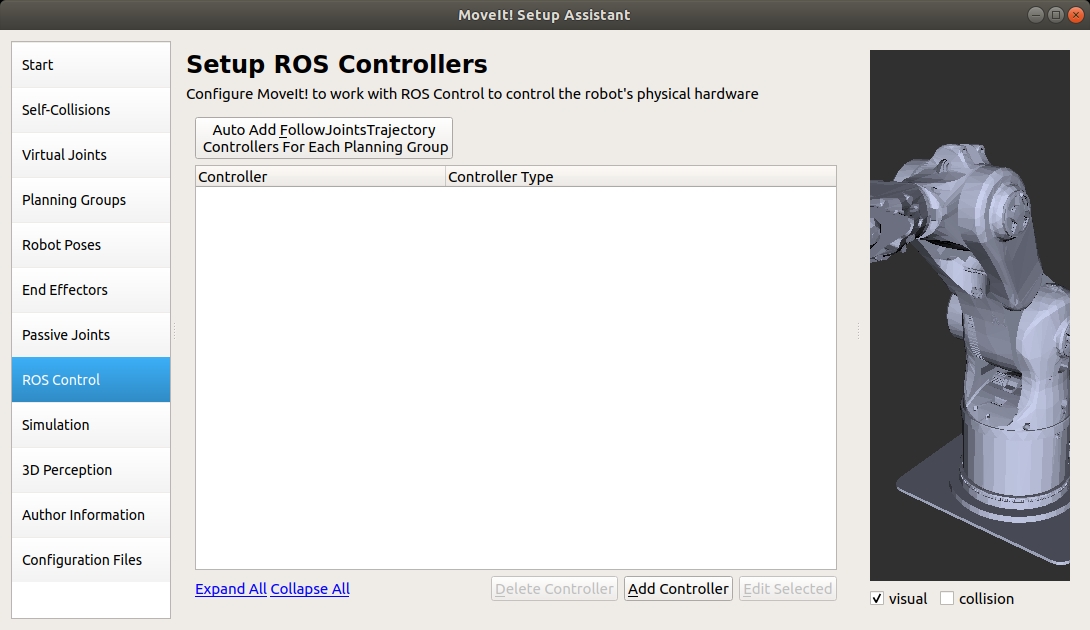 MoveIt! Setup Assistant
Start
Self-Collisions
Virtual Joints
Planning Groups
Robot Poses
End Effectors
Passive Joints
ROS Control
Simulation
3D Perception
Author Information
Configuration Files
Setup ROS Controllers
Configure MoveIt! to work with ROS Control to control the robot's physical hardware
Auto Add FollowJointsTrajectory
Controllers For Each Planning Group
Controller Controller Type
Expand All Collapse All Delete Controller Add Controller Edit Selected
visual collision